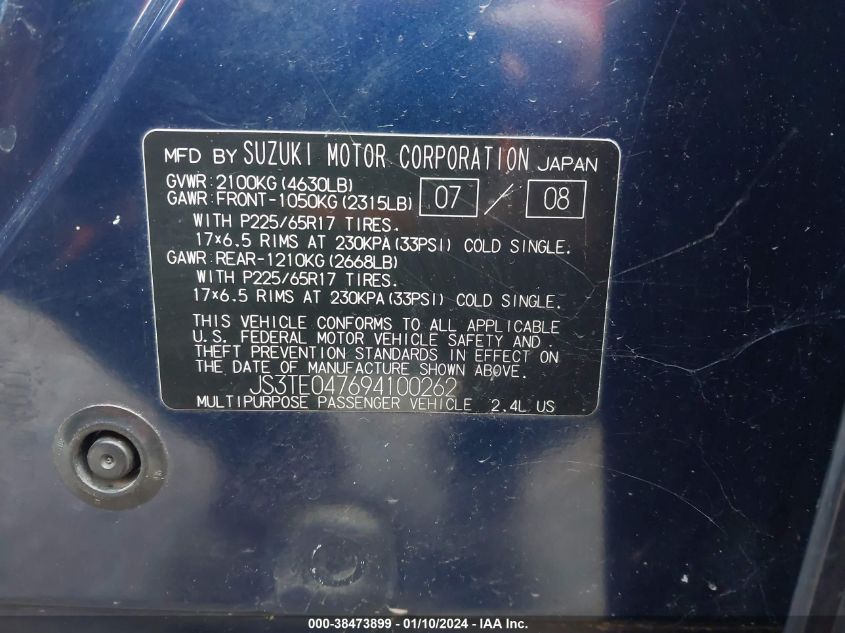 MFD BY SUZUKI MOTOR CORPORATION JAPAN
GVWR:2100KG(4630LB)
GAWR:FRONT-1050KG(2315LB) 07 / 08
WITH P225/65R17 TIRES.
17×6.5 RIMS AT 230KPA(33PSI) COLD SINGLE.
GAWR:REAR-1210KG(2668LB)
WITH P225/65R17 TIRES.
17×6.5 RIMS AT 230KPA(33PSI) COLD SINGLE.
THIS VEHICLE CONFORMS TO ALL APPLICABLE
U.S. FEDERAL MOTOR VEHICLE SAFETY AND
THEFT PREVENTION STANDARDS IN EFFECT ON
THE DATE OF MANUFACTURE SHOWN ABOVE.
JS3TE047694100262
MULTIPURPOSE PASSENGER VEHICLE 2.4L US
000-38473899 - 01/10/2024 - IAA Inc.